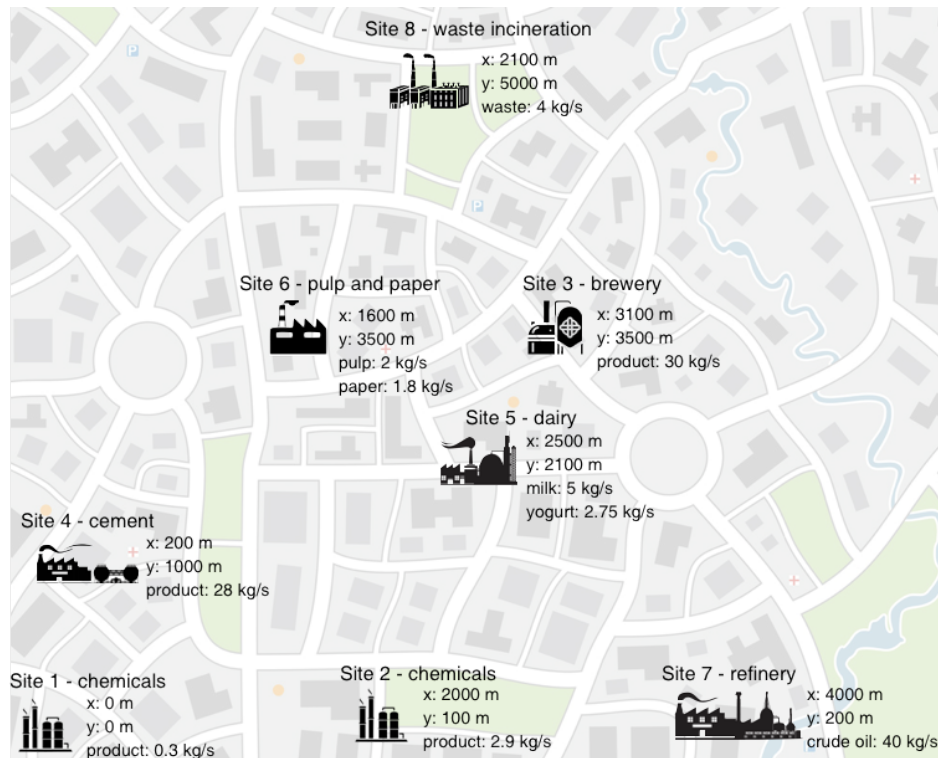 Site 8 - waste incineration
x: 2100 m
y: 5000 m
waste: 4 kg/s
P
P
Site 6 - pulp and paper
x: 1600 m
y: 3500 m
pulp: 2 kg/s
paper: 1.8 kg/s
Site 3 - brewery
x: 3100 m
y: 3500 m
product: 30 kg/s
Site 5 - dairy
x: 2500 m
y: 2100 m
milk: 5 kg/s
yogurt: 2.75 kg/s
Site 4 - cement
x: 200 m
y: 1000 m
product: 28 kg/s
Site 1 - chemicals
x: 0 m
y: 0 m
product: 0.3 kg/s
Site 2 - chemicals
x: 2000 m
y: 100 m
product: 2.9 kg/s
Site 7 - refinery
x: 4000 m
y: 200 m
crude oil: 40 kg/s